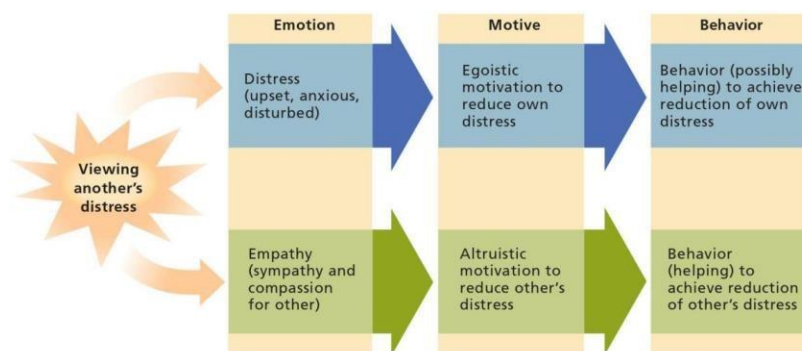 Emotion
Motive
Behavior
Viewing
another's
distress
Distress
(upset, anxious,
disturbed)
Egoistic
motivation to
reduce own
distress
Behavior (possibly
helping) to achieve
reduction of own
distress
Empathy
(sympathy and
compassion
for other)
Altruistic
motivation to
reduce other's
distress
Behavior
(helping) to
achieve reduction
of other's distress